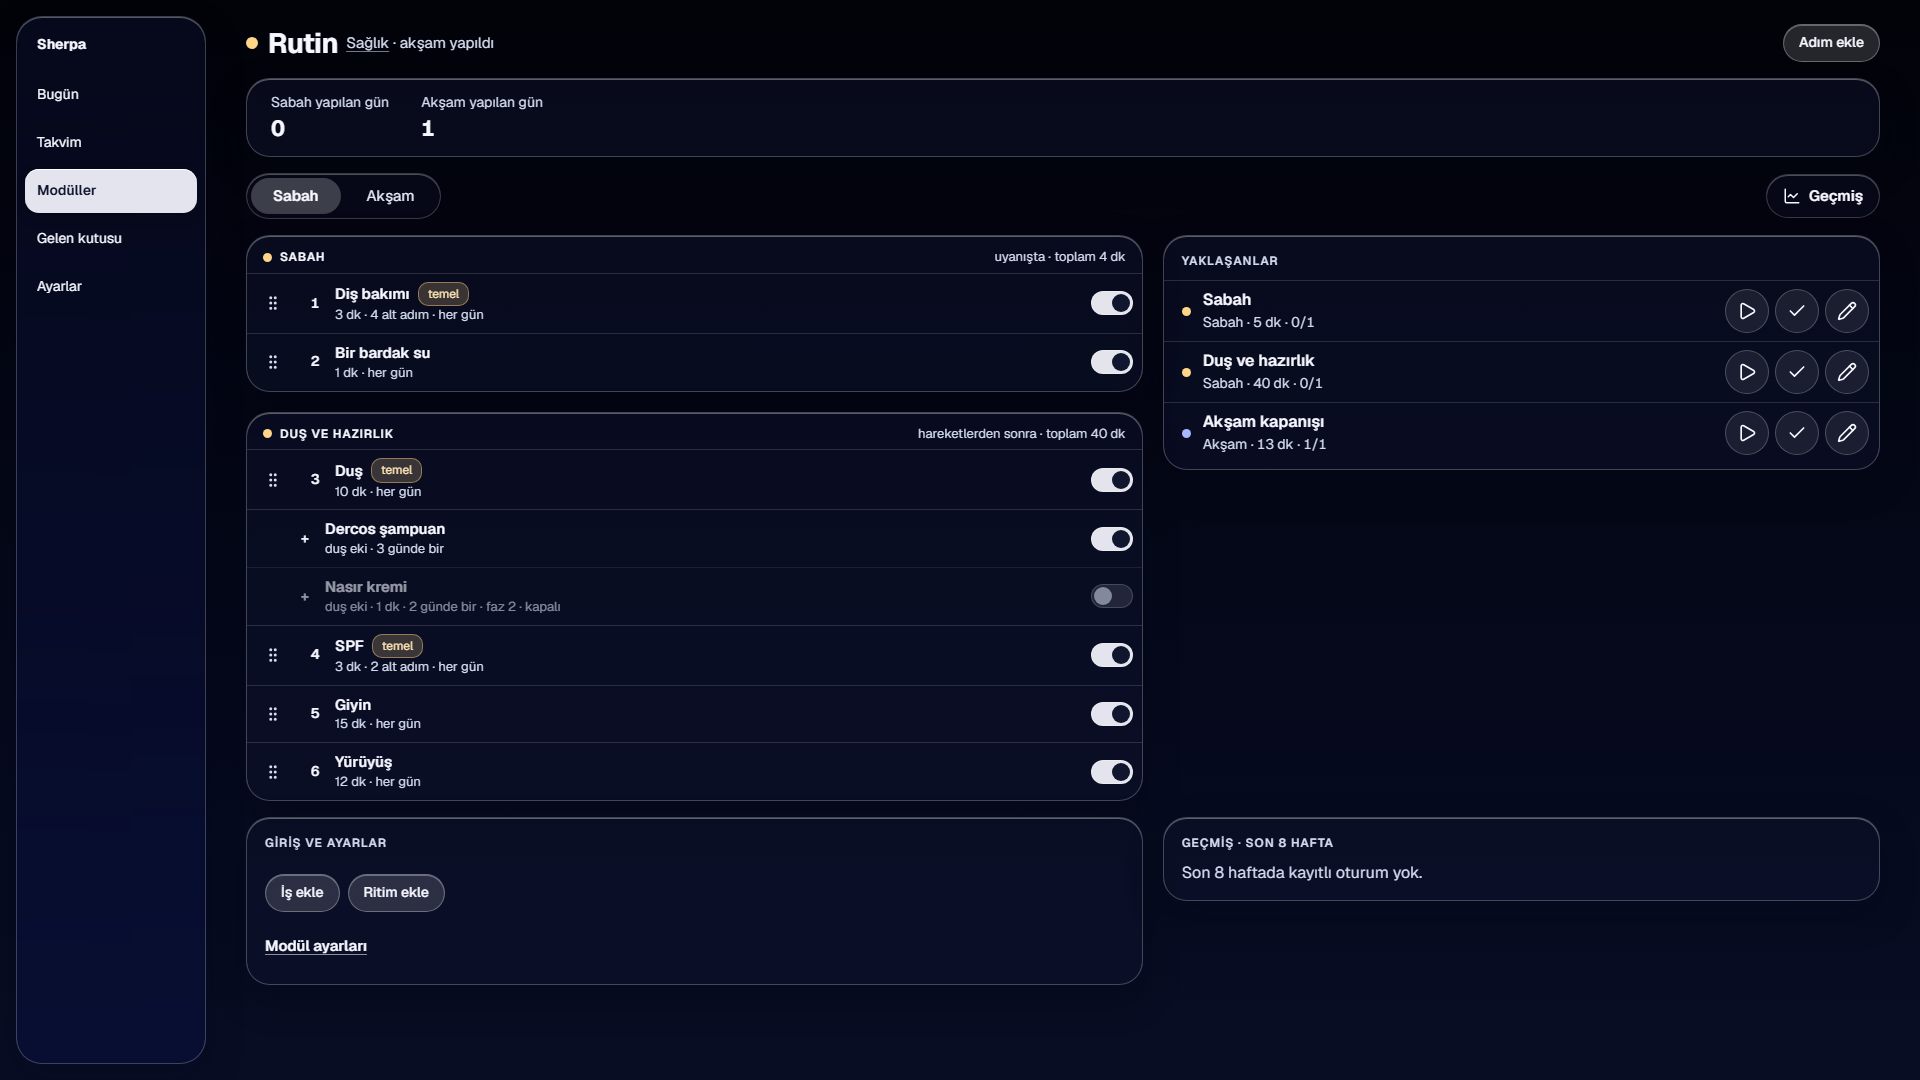 Sherpa
Bugün
Takvim
Modüller
Gelen kutusu
Ayarlar
Rutin Sağlık · akşam yapıldı
Adım ekle
Sabah yapılan gün
0
Akşam yapılan gün
1
Sabah
Akşam
Geçmiş
SABAH
uyanışta · toplam 4 dk
1
Diş bakımı temel
3 dk · 4 alt adım · her gün
2
Bir bardak su
1 dk · her gün
DUŞ VE HAZIRLIK
hareketlerden sonra · toplam 40 dk
3
Duş temel
10 dk · her gün
+
Dercos şampuan
duş eki · 3 günde bir
+
Nasır kremi
duş eki · 1 dk · 2 günde bir · faz 2 · kapalı
4
SPF temel
3 dk · 2 alt adım · her gün
5
Giyin
15 dk · her gün
6
Yürüyüş
12 dk · her gün
YAKLAŞANLAR
Sabah
Sabah · 5 dk · 0/1
Duş ve hazırlık
Sabah · 40 dk · 0/1
Akşam kapanışı
Akşam · 13 dk · 1/1
GİRİŞ VE AYARLAR
İş ekle
Ritim ekle
Modül ayarları
GEÇMİŞ · SON 8 HAFTA
Son 8 haftada kayıtlı oturum yok.